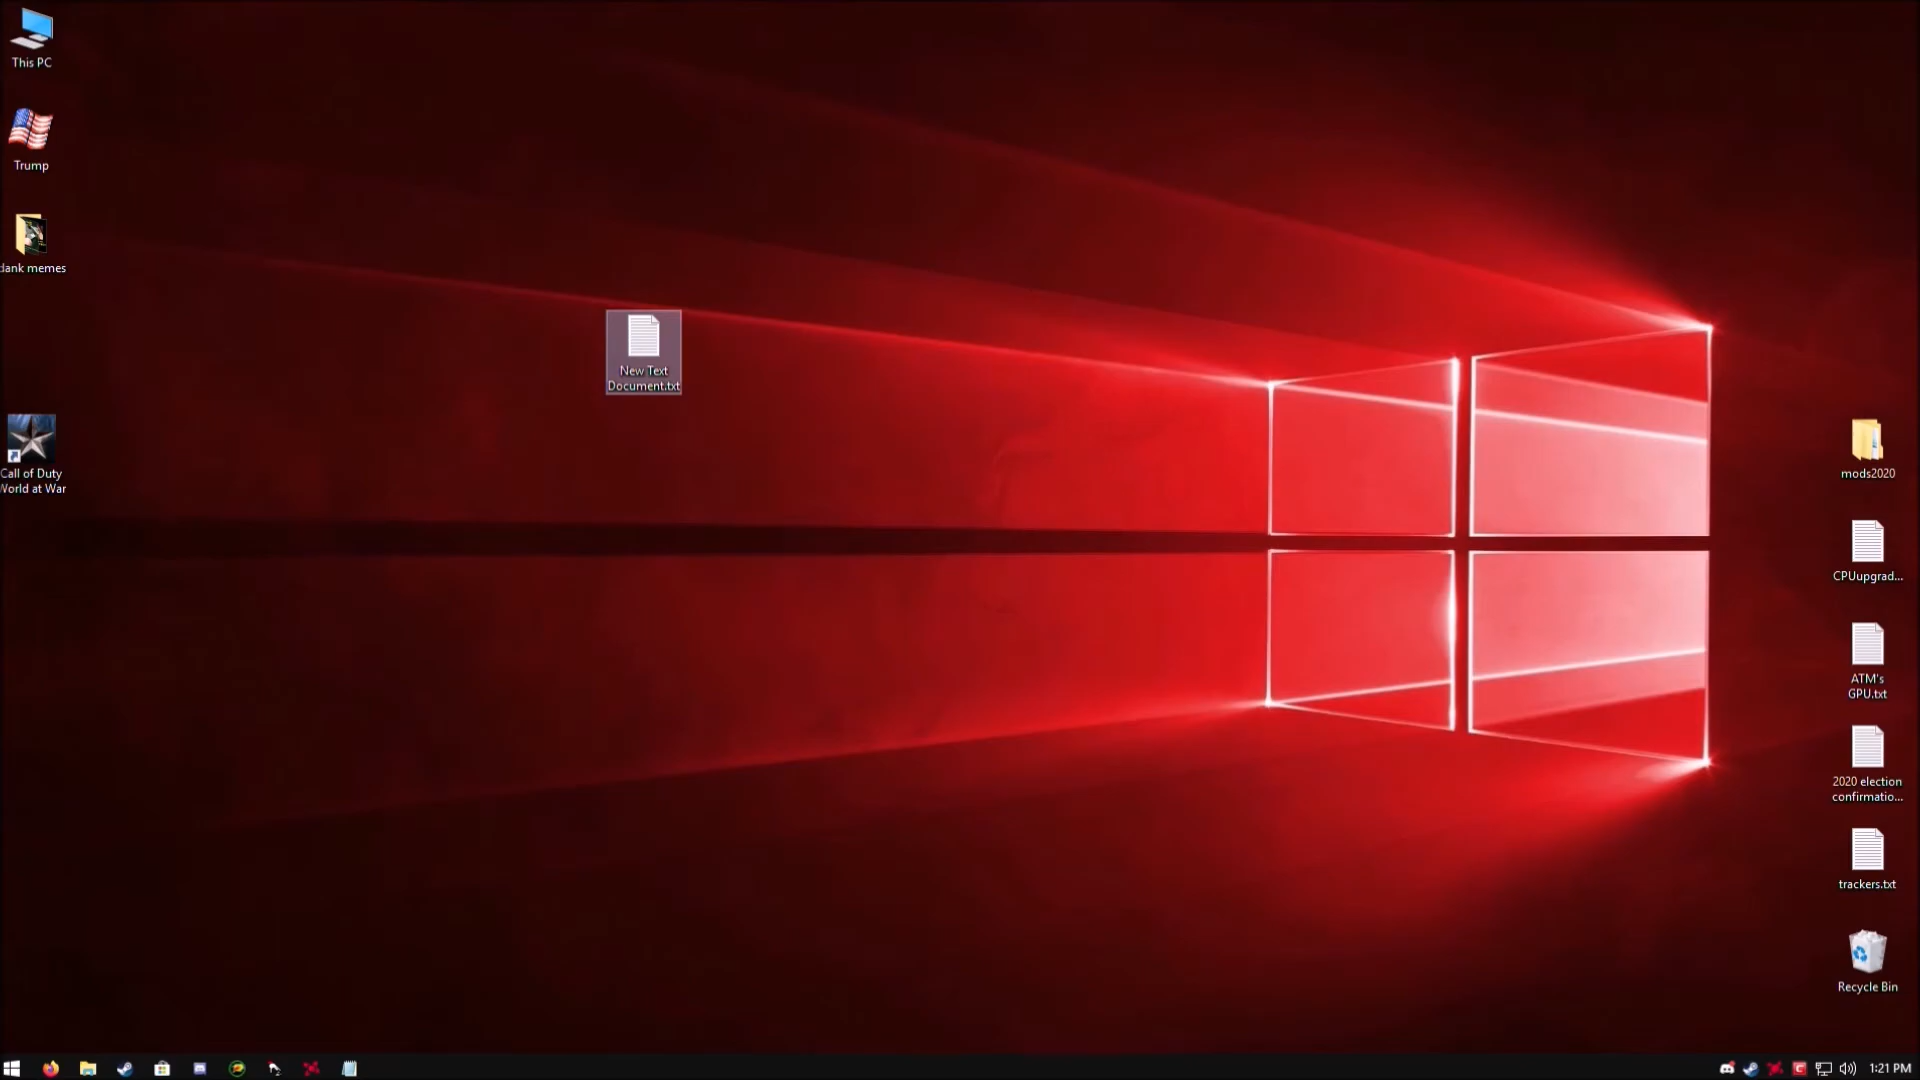 This PC
Trump
dank memes
Call of Duty
World at War
New Text
Document.txt
mods2020
CPUupgrad...
ATM's
GPU.txt
2020 election
confirmatio...
trackers.txt
Recycle Bin
1:21 PM